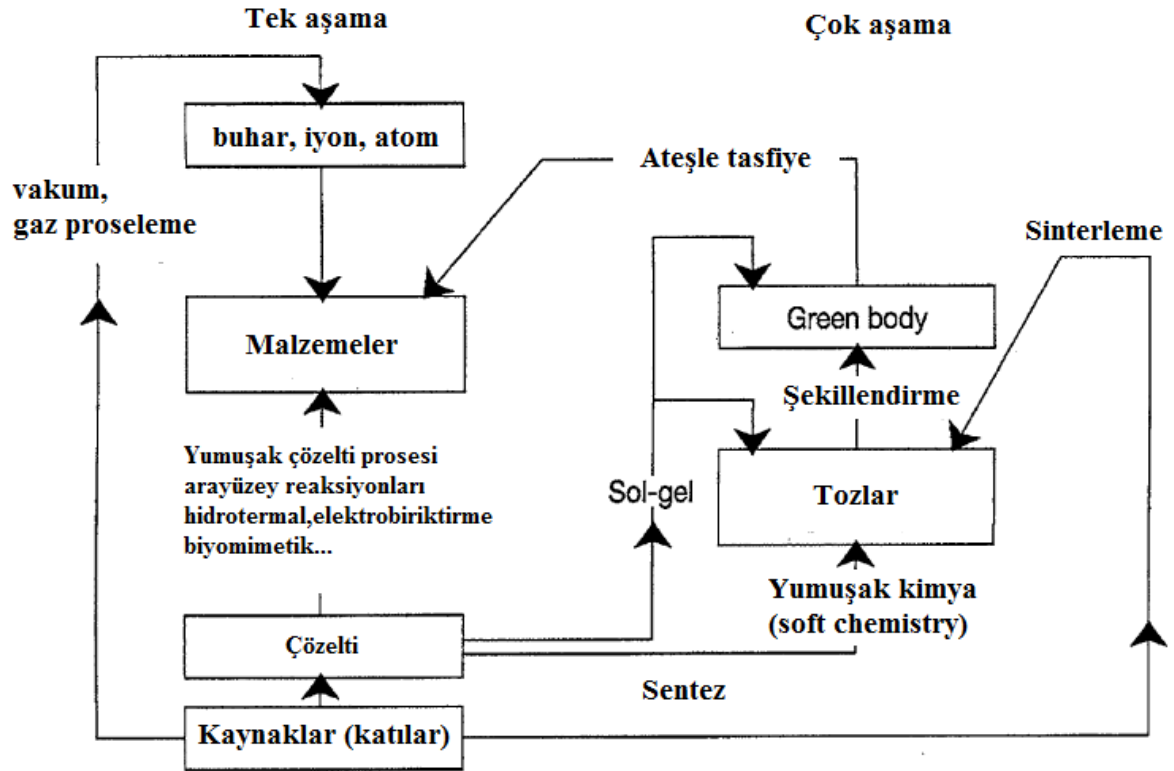 Tek aşama
Çok aşama
buhar, iyon, atom
Ateşle tasfiye
vakum,
gaz proseleme
Sinterleme
Malzemeler
Green body
Şekillendirme
Yumuşak çözelti prosesi
arayüzey reaksiyonları
hidrotermal,elektrobiriktirme
biyomimetik...
Sol-gel
Tozlar
Yumuşak kimya
(soft chemistry)
Çözelti
Sentez
Kaynaklar (katılar)